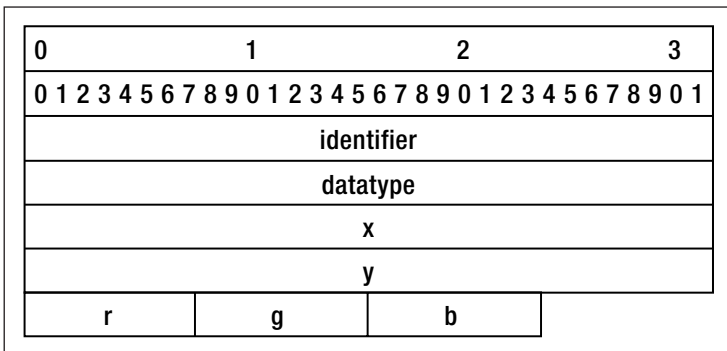 0 1 2 3
0 1 2 3 4 5 6 7 8 9 0 1 2 3 4 5 6 7 8 9 0 1 2 3 4 5 6 7 8 9 0 1
identifier
datatype
x
y
r g b